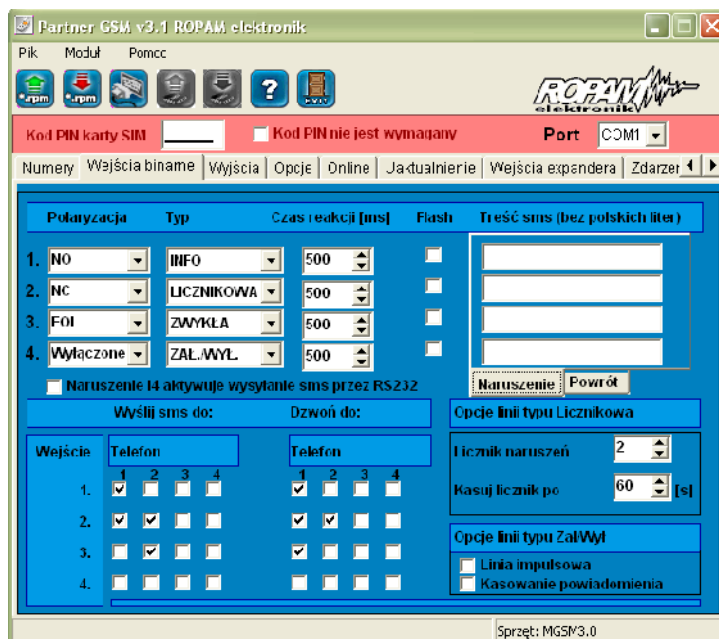 Partner GSM v3.1 ROPAM elektronik
Plik Moduł Pomoc
*.rpm *.rpm ? EXIT
ROPAM
elektronik
Kod PIN karty SIM Kod PIN nie jest wymagany Port COM1
Numery Wejścia binarne Wyjścia Opcje Online Wejścia expandera Zdarzer
Polaryzacja Typ Czas reakcji [ms] Flash Treść sms (bez polskich liter)
1. NO INFO 500
2. NC LICZNIKOWA 500
3. EOL ZWYKŁA 500
4. Wyłączone ZAŁ./WYŁ. 500
Naruszenie I4 aktywuje wysyłanie sms przez RS232
Naruszenie Powrót
Wyślij sms do: Dzwoń do: Opcje linii typu Licznikowa
Wejście Telefon Telefon Licznik naruszeń 2
1 2 3 4 1 2 3 4
1. Kasuj licznik po 60 [s]
2.
Opcje linii typu Zał/Wył
3. Linia impulsowa
4. Kasowanie powiadomienia
Sprzęt: MGSM3.0